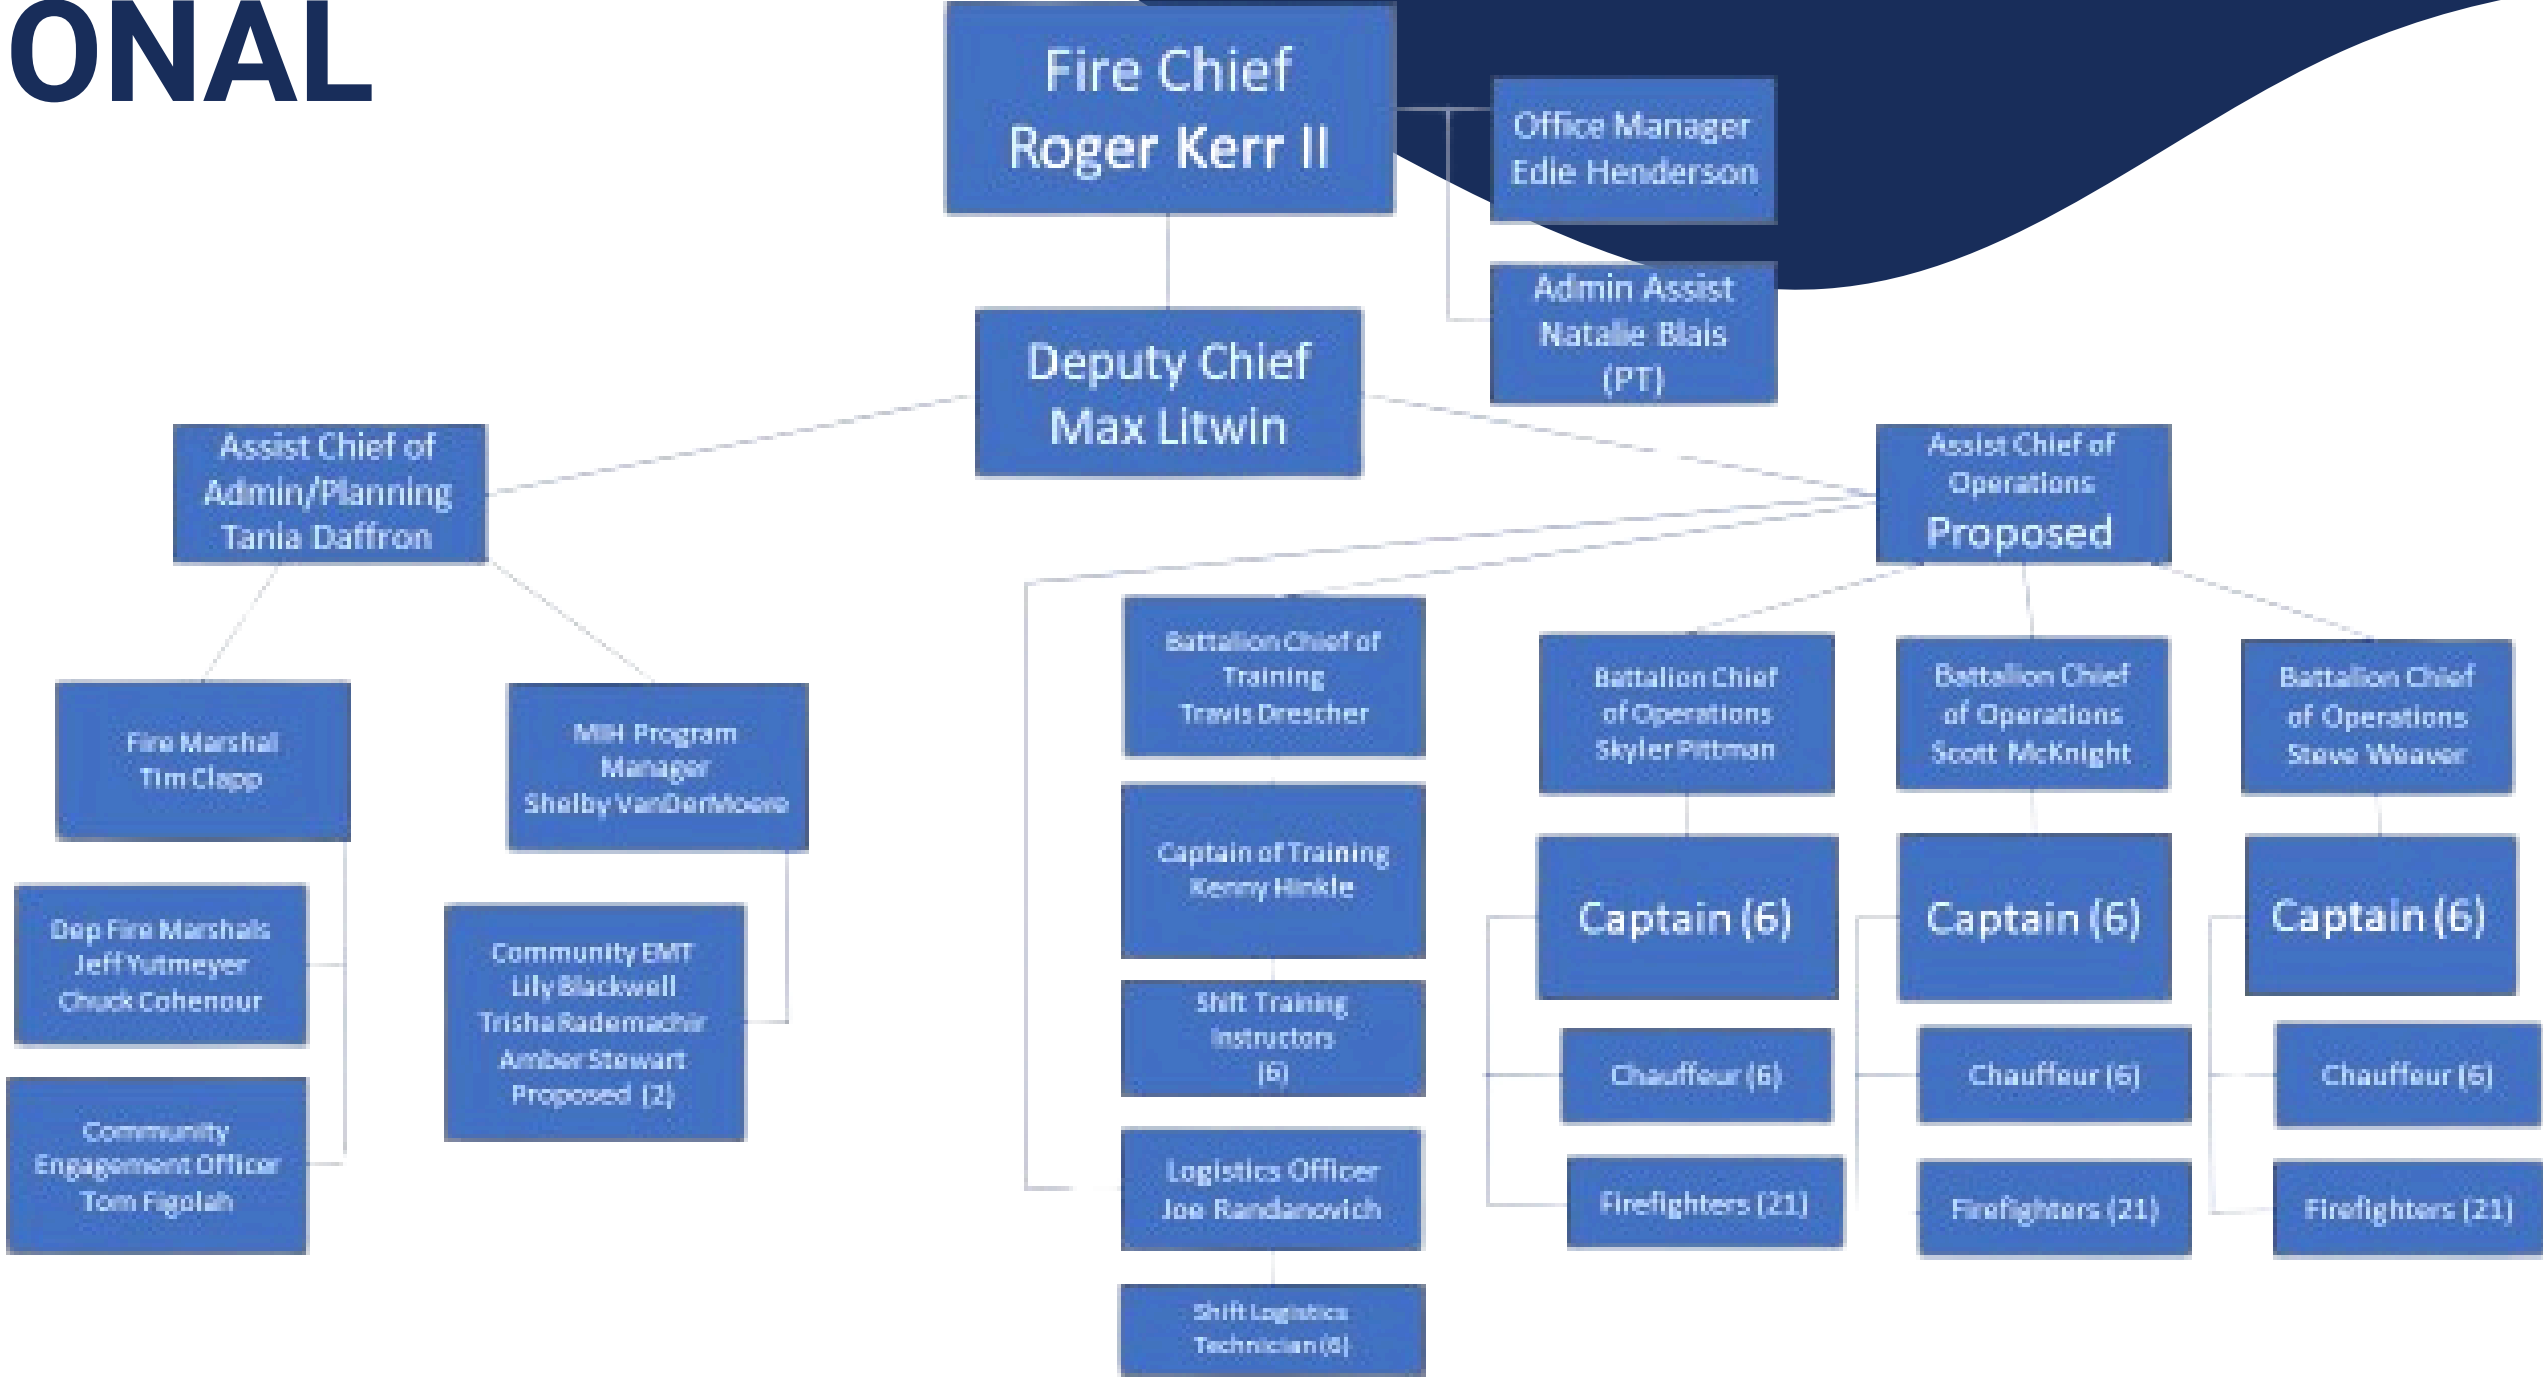 ONAL
Fire Chief
Roger Kerr II
Office Manager
Edie Henderson
Admin Assist
Natalie Blais
(PT)
Deputy Chief
Max Litwin
Assist Chief of
Admin/Planning
Tania Daffron
Assist Chief of
Operations
Proposed
Fire Marshal
Tim Clapp
Dep Fire Marshals
Jeff Yutmeyer
Chuck Cohenour
Community
Engagement Officer
Tom Figolah
MIH Program
Manager
Shelby VanDerMoere
Community EMT
Lily Blackwell
Trisha Rademachir
Amber Stewart
Proposed (2)
Battalion Chief of
Training
Travis Drescher
Captain of Training
Kenny Hinkle
Shift Training
Instructors
(6)
Logistics Officer
Joe Randanovich
Shift Logistics
Technician (6)
Battalion Chief
of Operations
Skyler Pittman
Captain (6)
Chauffeur (6)
Firefighters (21)
Battalion Chief
of Operations
Scott McKnight
Captain (6)
Chauffeur (6)
Firefighters (21)
Battalion Chief
of Operations
Steve Weaver
Captain (6)
Chauffeur (6)
Firefighters (21)